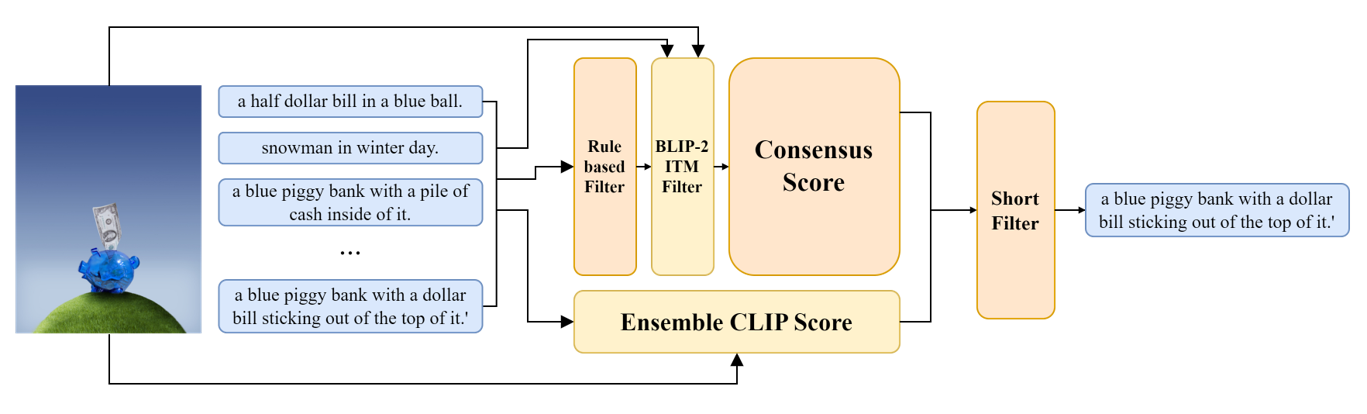 a half dollar bill in a blue ball.
snowman in winter day.
a blue piggy bank with a pile of
cash inside of it.
...
a blue piggy bank with a dollar
bill sticking out of the top of it.'
Rule
based
Filter
BLIP-2
ITM
Filter
Consensus
Score
Ensemble CLIP Score
Short
Filter
a blue piggy bank with a dollar
bill sticking out of the top of it.'